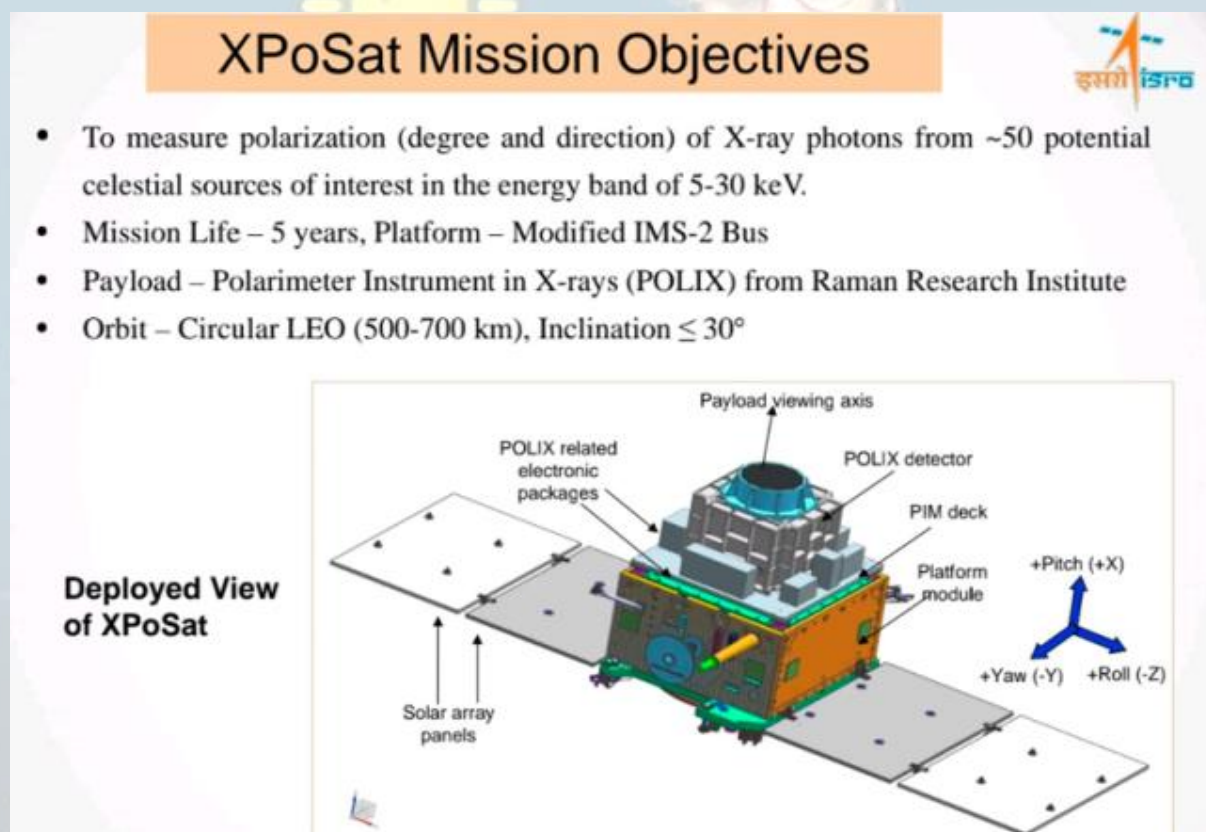 XPoSat Mission Objectives
इसरो isro
• To measure polarization (degree and direction) of X-ray photons from ~50 potential
celestial sources of interest in the energy band of 5-30 keV.
• Mission Life – 5 years, Platform – Modified IMS-2 Bus
• Payload – Polarimeter Instrument in X-rays (POLIX) from Raman Research Institute
• Orbit – Circular LEO (500-700 km), Inclination ≤ 30°
Payload viewing axis
POLIX related
electronic
packages
POLIX detector
PIM deck
Platform
module
+Pitch (+X)
+Yaw (-Y)
+Roll (-Z)
Deployed View
of XPoSat
Solar array
panels